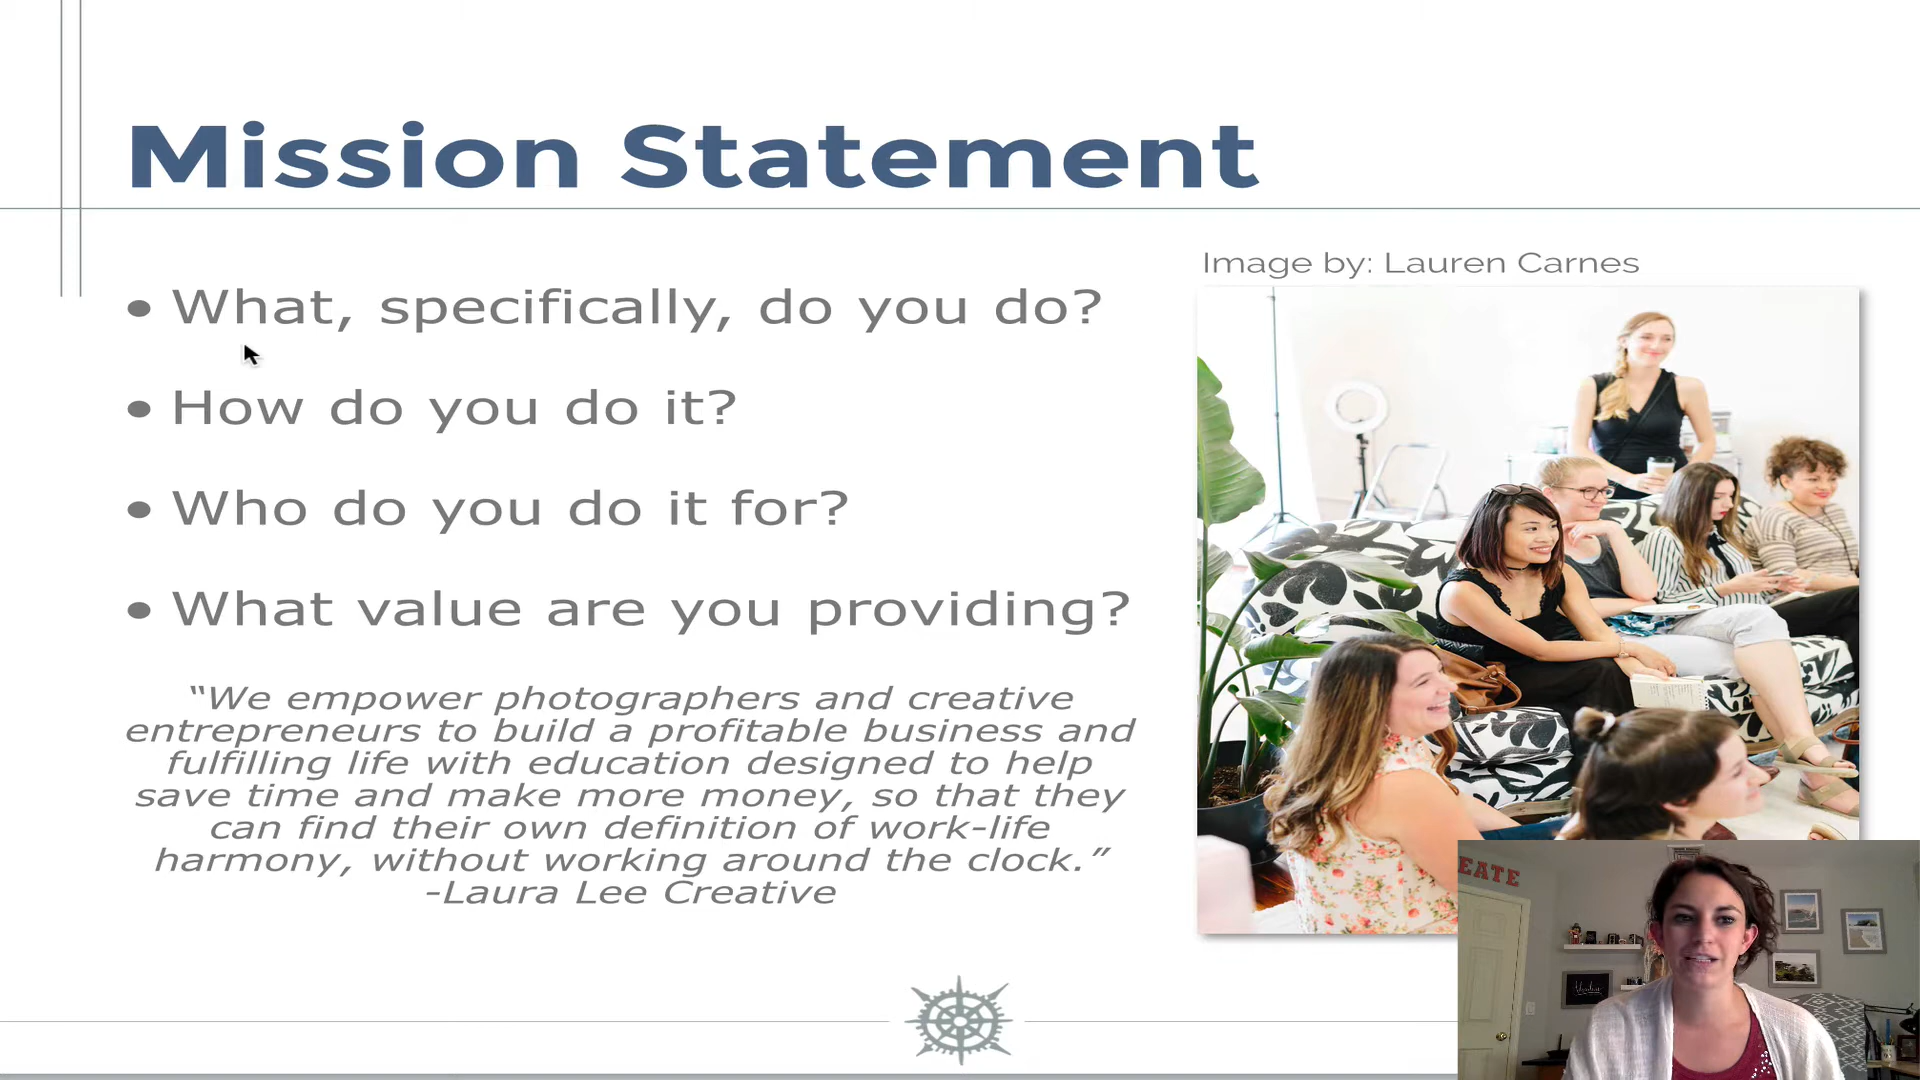 Mission Statement
Image by: Lauren Carnes
• What, specifically, do you do?
• How do you do it?
• Who do you do it for?
• What value are you providing?
“We empower photographers and creative
entrepreneurs to build a profitable business and
fulfilling life with education designed to help
save time and make more money, so that they
can find their own definition of work-life
harmony, without working around the clock.”
-Laura Lee Creative
EATE